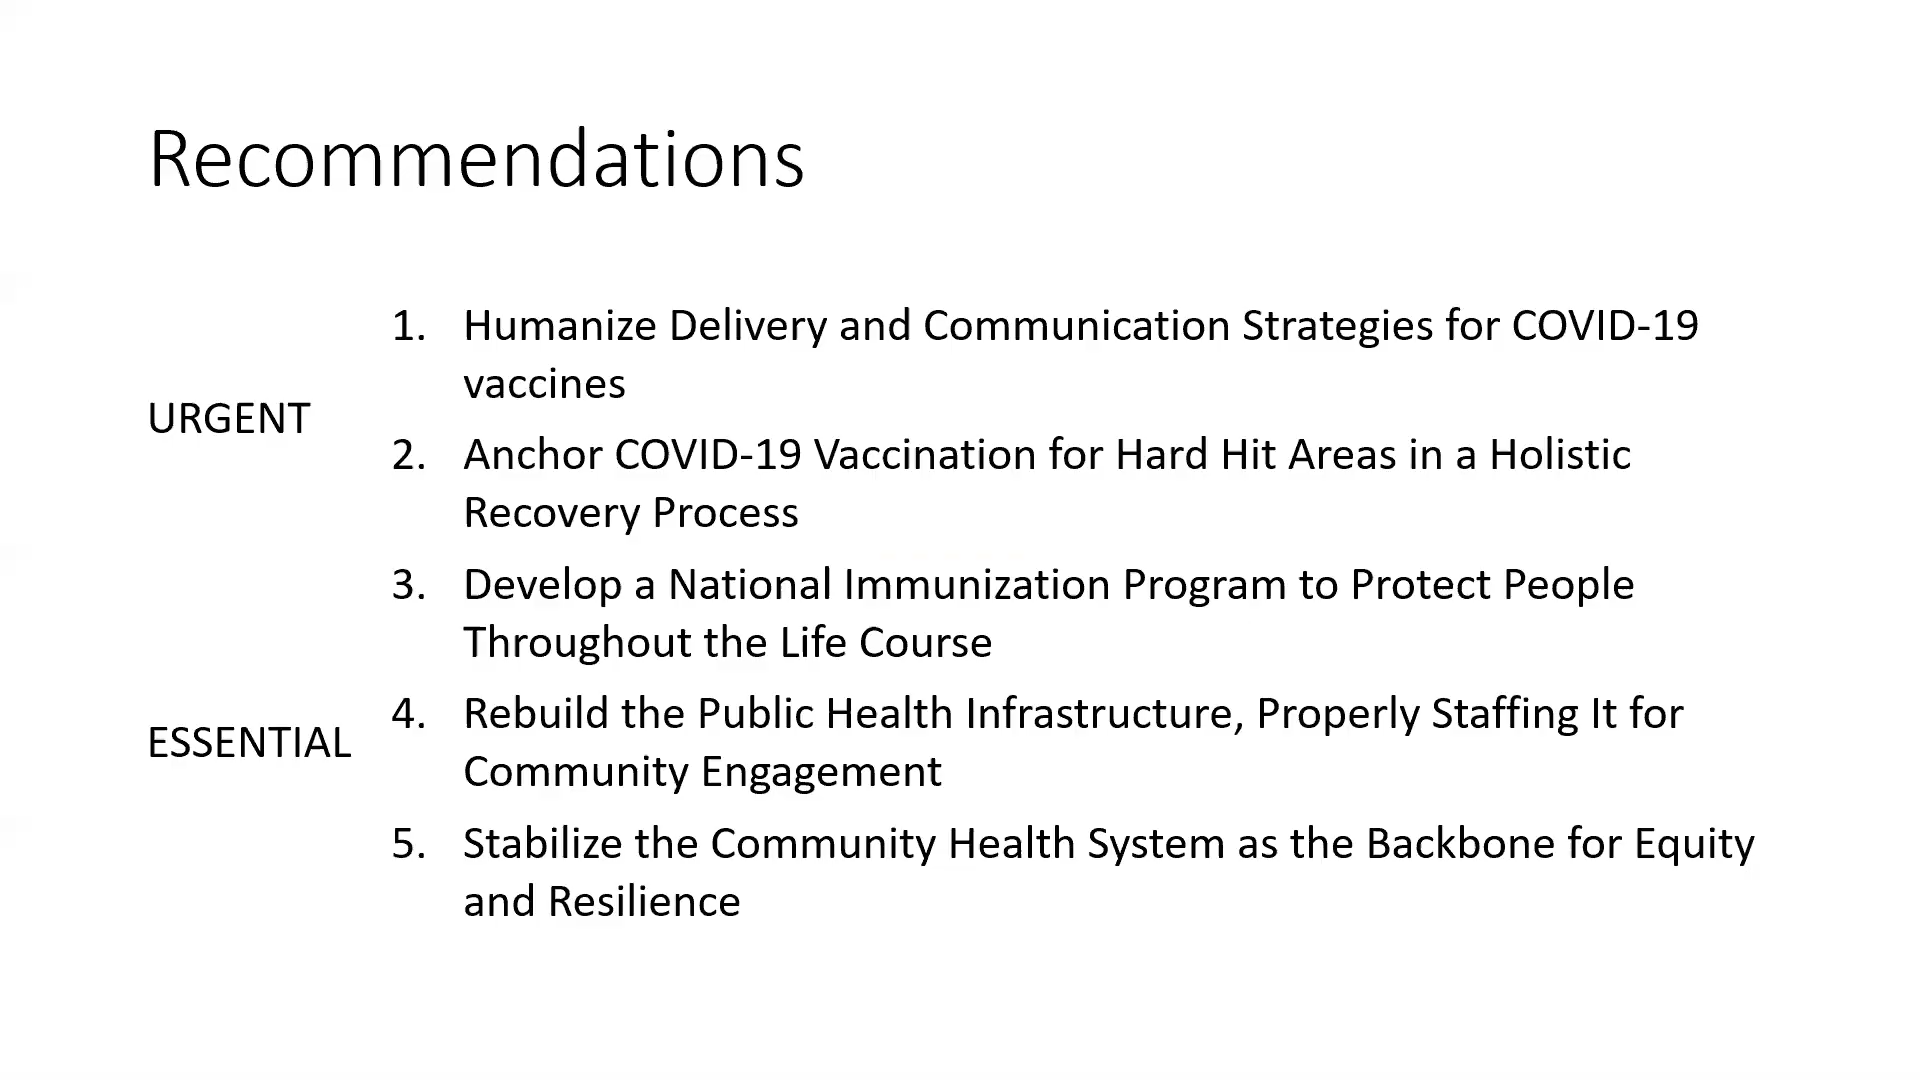 Recommendations
1. Humanize Delivery and Communication Strategies for COVID-19
vaccines
URGENT
2. Anchor COVID-19 Vaccination for Hard Hit Areas in a Holistic
Recovery Process
3. Develop a National Immunization Program to Protect People
Throughout the Life Course
4. Rebuild the Public Health Infrastructure, Properly Staffing It for
ESSENTIAL
Community Engagement
5. Stabilize the Community Health System as the Backbone for Equity
and Resilience